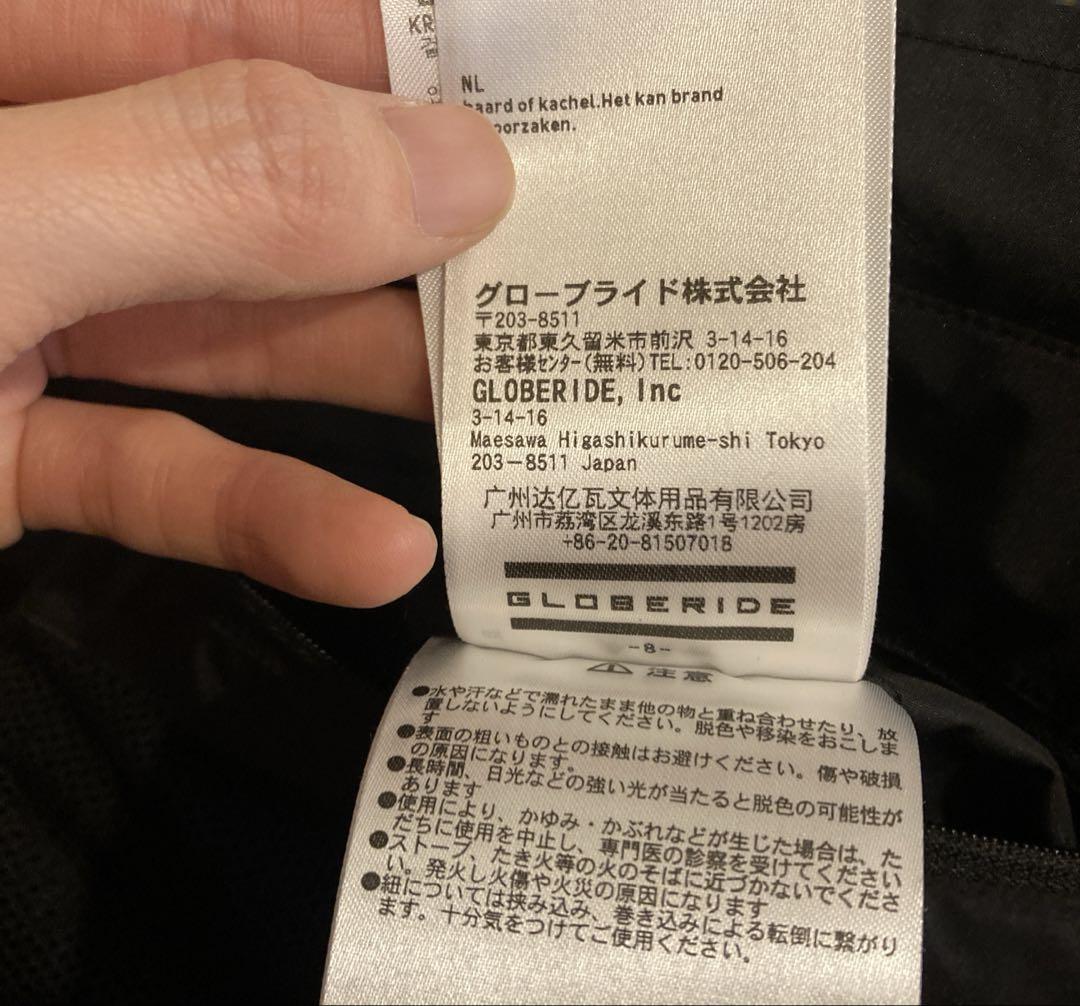 KR
NL
aard of kachel.Het kan brand
oorzaken.
グローブライド株式会社
〒203-8511
東京都東久留米市前沢 3-14-16
お客様ｾﾝﾀｰ(無料)TEL:0120-506-204
GLOBERIDE, Inc
3-14-16
Maesawa Higashikurume-shi Tokyo
203-8511 Japan
广州达亿瓦文体用品有限公司
广州市荔湾区龙溪东路1号1202房
+86-20-81507018
GLOBERIDE
-8-
⚠ 注意
●水や汗などで濡れたまま他の物と重ね合わせたり、放
置しないようにしてください。脱色や移染をおこしま
す
●表面の粗いものとの接触はお避けください。傷や破損
の原因になります。
●長時間、日光などの強い光が当たると脱色の可能性が
あります
●使用により、かゆみ・かぶれなどが生じた場合は、た
だちに使用を中止し、専門医の診察を受けてください
●ストーブ、たき火等の火のそばに近づかないでくださ
い。発火し火傷や火災の原因になります
●紐については挟み込み、巻き込みによる転倒に繋がり
ます。十分気をつけてご使用ください。